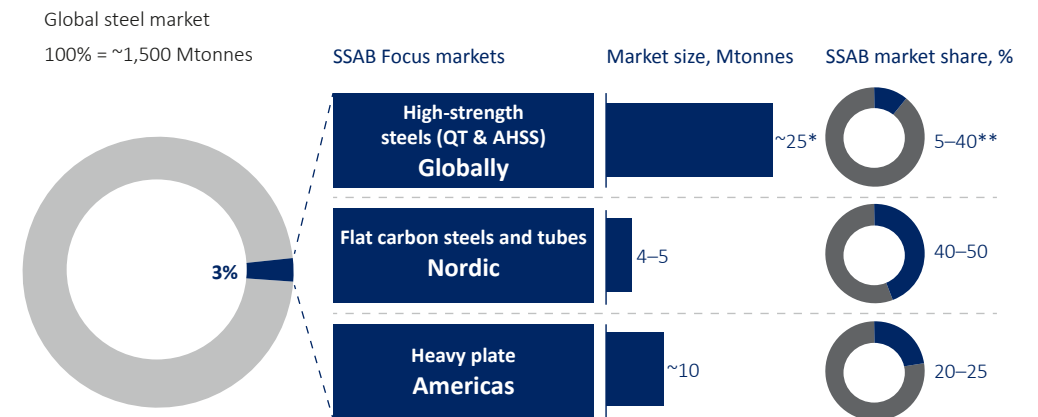 Global steel market
100% = ~1,500 Mtonnes
SSAB Focus markets
Market size, Mtonnes
SSAB market share, %
3%
High-strength
steels (QT & AHSS)
Globally
~25*
5–40**
Flat carbon steels and tubes
Nordic
4–5
40–50
Heavy plate
Americas
~10
20–25